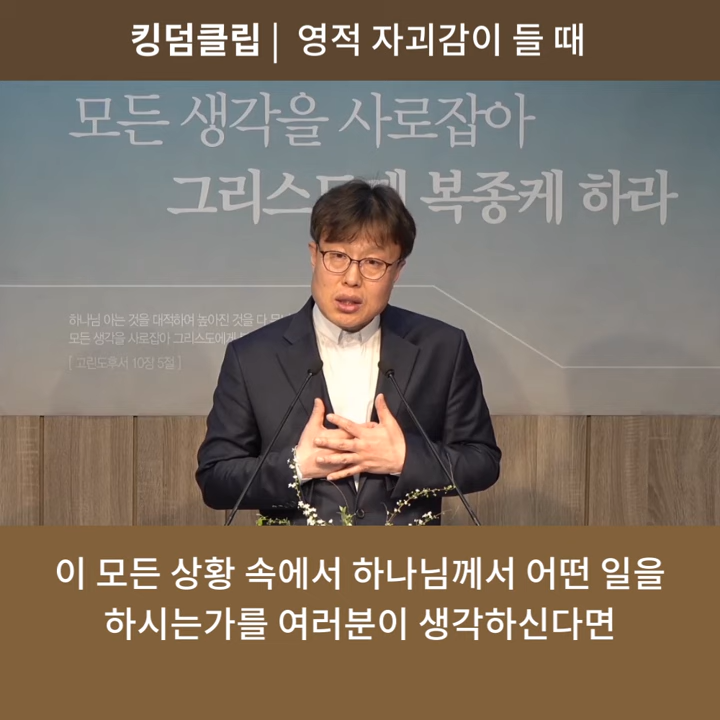 킹덤클립 | 영적 자괴감이 들 때
모든 생각을 사로잡아
그리스도에 복종케 하라
하나님 아는 것을 대적하여 높아진 것을 다
모든 생각을 사로잡아 그리스도에게
[ 고린도후서 10장 5절 ]
이 모든 상황 속에서 하나님께서 어떤 일을
하시는가를 여러분이 생각하신다면